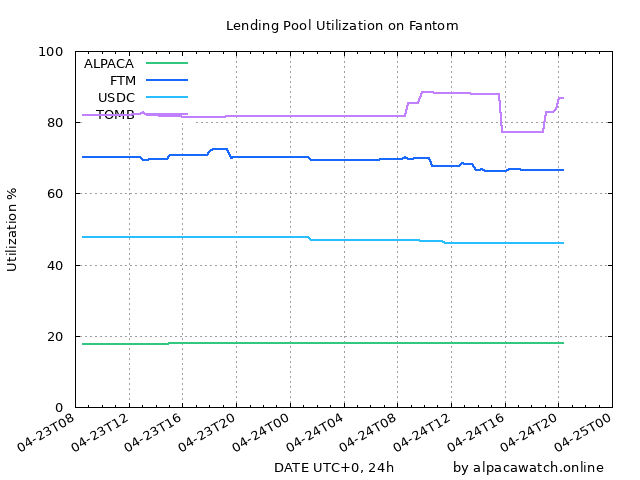 Lending Pool Utilization on Fantom
100
80
60
40
20
0
Utilization %
ALPACA
FTM
USDC
TOMB
04-23T08
04-23T12
04-23T16
04-23T20
04-24T00
04-24T04
04-24T08
04-24T12
04-24T16
04-24T20
04-25T00
DATE UTC+0, 24h
by alpacawatch.online